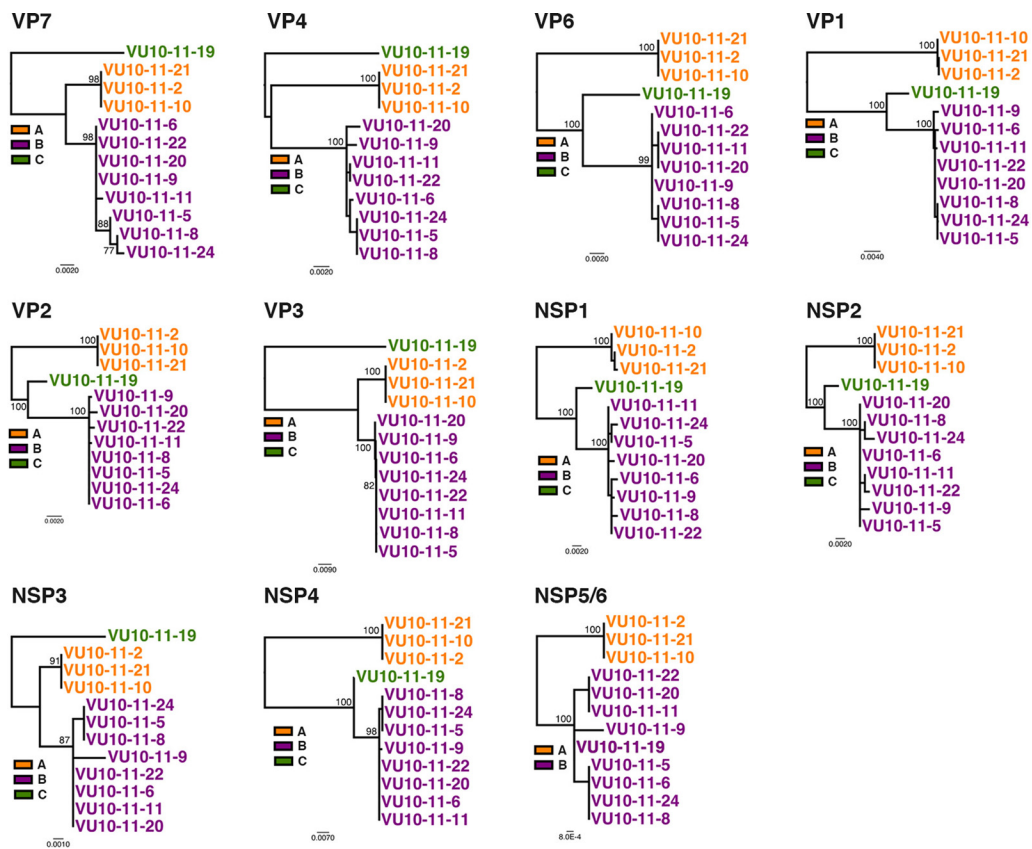 VP7
VU10-11-19
98
VU10-11-21
VU10-11-2
VU10-11-10
98
VU10-11-6
VU10-11-22
VU10-11-20
VU10-11-9
VU10-11-11
88
VU10-11-5
VU10-11-8
77
VU10-11-24
A
B
C
0.0020
VP4
VU10-11-19
100
VU10-11-21
VU10-11-2
VU10-11-10
100
VU10-11-20
VU10-11-9
VU10-11-11
VU10-11-22
VU10-11-6
VU10-11-24
VU10-11-5
VU10-11-8
A
B
C
0.0020
VP6
100
VU10-11-21
VU10-11-2
VU10-11-10
100
VU10-11-19
VU10-11-6
VU10-11-22
VU10-11-11
99
VU10-11-20
VU10-11-9
VU10-11-8
VU10-11-5
VU10-11-24
A
B
C
0.0020
VP1
100
VU10-11-10
VU10-11-21
VU10-11-2
100
VU10-11-19
100
VU10-11-9
VU10-11-6
VU10-11-11
VU10-11-22
VU10-11-20
VU10-11-8
VU10-11-24
VU10-11-5
A
B
C
0.0040
VP2
100
VU10-11-2
VU10-11-10
VU10-11-21
100
VU10-11-19
100
VU10-11-9
VU10-11-20
VU10-11-22
VU10-11-11
VU10-11-8
VU10-11-5
VU10-11-24
VU10-11-6
A
B
C
0.0020
VP3
VU10-11-19
100
VU10-11-2
VU10-11-21
VU10-11-10
100
VU10-11-20
VU10-11-9
VU10-11-6
VU10-11-24
82
VU10-11-22
VU10-11-11
VU10-11-8
VU10-11-5
A
B
C
0.0090
NSP1
100
VU10-11-10
VU10-11-2
VU10-11-21
100
VU10-11-19
VU10-11-11
VU10-11-24
100
VU10-11-5
VU10-11-20
VU10-11-6
VU10-11-9
VU10-11-8
VU10-11-22
A
B
C
0.0020
NSP2
100
VU10-11-21
VU10-11-2
VU10-11-10
100
VU10-11-19
VU10-11-20
100
VU10-11-8
VU10-11-24
VU10-11-6
VU10-11-11
VU10-11-22
VU10-11-9
VU10-11-5
A
B
C
0.0020
NSP3
VU10-11-19
91
VU10-11-2
VU10-11-21
VU10-11-10
VU10-11-24
VU10-11-5
87
VU10-11-8
VU10-11-9
VU10-11-22
VU10-11-6
VU10-11-11
VU10-11-20
A
B
C
0.0010
NSP4
100
VU10-11-21
VU10-11-10
VU10-11-2
100
VU10-11-19
VU10-11-8
VU10-11-24
98
VU10-11-5
VU10-11-9
VU10-11-22
VU10-11-20
VU10-11-6
VU10-11-11
A
B
C
0.0070
NSP5/6
100
VU10-11-2
VU10-11-21
VU10-11-10
VU10-11-22
VU10-11-20
VU10-11-11
100
VU10-11-9
VU10-11-19
VU10-11-5
VU10-11-6
VU10-11-24
VU10-11-8
A
B
8.0E-4